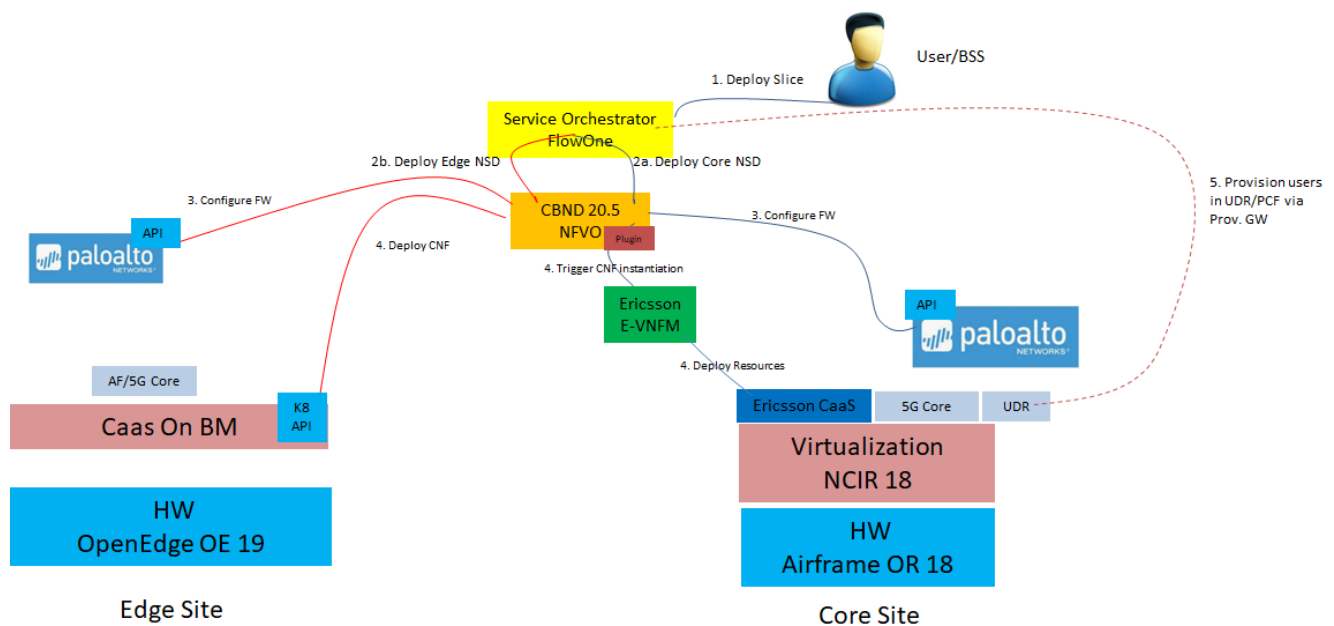 User/BSS
1. Deploy Slice
Service Orchestrator
FlowOne
2b. Deploy Edge NSD
2a. Deploy Core NSD
5. Provision users
in UDR/PCF via
Prov. GW
3. Configure FW
CBND 20.5
NFVO
3. Configure FW
API
Plugin
4. Deploy CNF
paloalto
NETWORKS
4. Trigger CNF instantiation
Ericsson
E-VNFM
API
paloalto
NETWORKS
4. Deploy Resources
AF/5G Core
K8
API
Caas On BM
Ericsson CaaS
5G Core
UDR
Virtualization
NCIR 18
HW
OpenEdge OE 19
HW
Airframe OR 18
Edge Site
Core Site